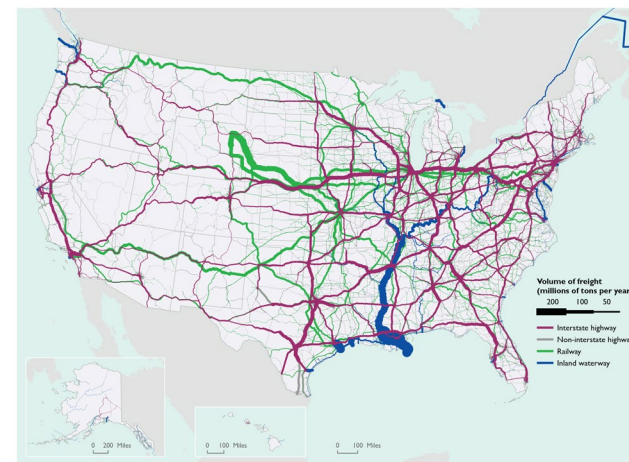 Volume of freight
(millions of tons per year
200 100 50
Interstate highway
Non-interstate highw
Railway
Inland waterway
0 200 Miles
0 100 Miles
0 100 Miles